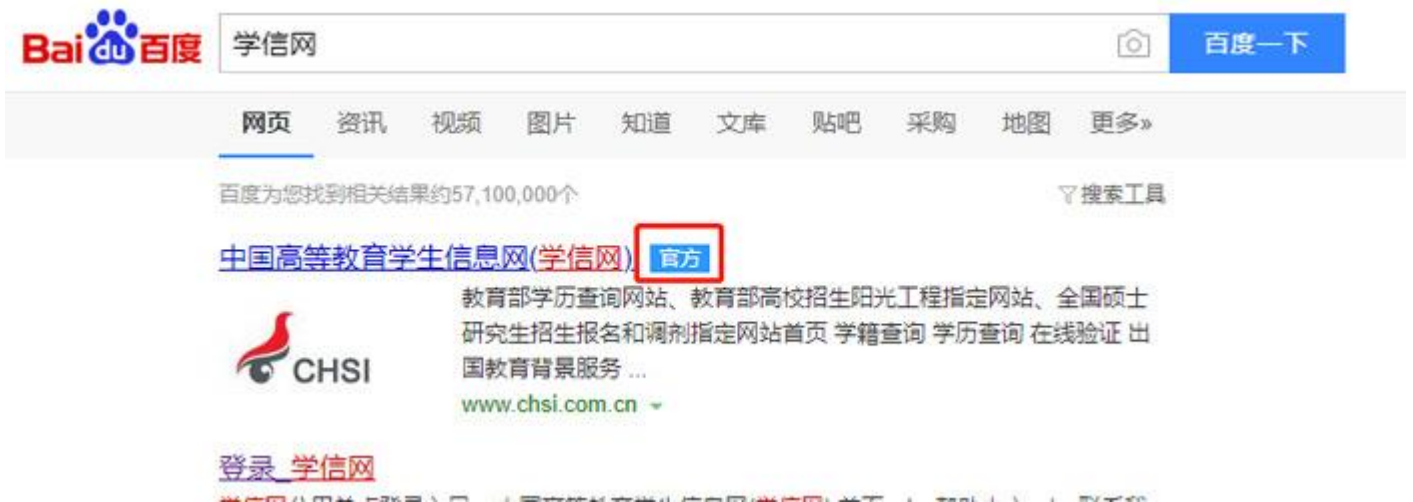 Bai du 百度 学信网 百度一下
网页 资讯 视频 图片 知道 文库 贴吧 采购 地图 更多»
百度为您找到相关结果约57,100,000个 搜索工具
中国高等教育学生信息网(学信网) 官方
教育部学历查询网站、教育部高校招生阳光工程指定网站、全国硕士
研究生招生报名和调剂指定网站首页 学籍查询 学历查询 在线验证 出
国教育背景服务 ...
CHSI
www.chsi.com.cn
登录_学信网